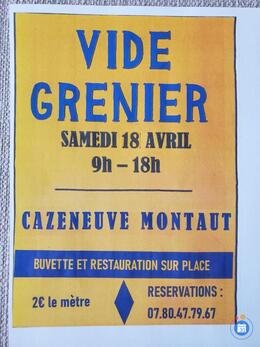 VIDE
GRENIER
SAMEDI 18 AVRIL
9h – 18h
CAZENEUVE MONTAUT
BUVETTE ET RESTAURATION SUR PLACE
2€ le mètre
RESERVATIONS :
07.80.47.79.67